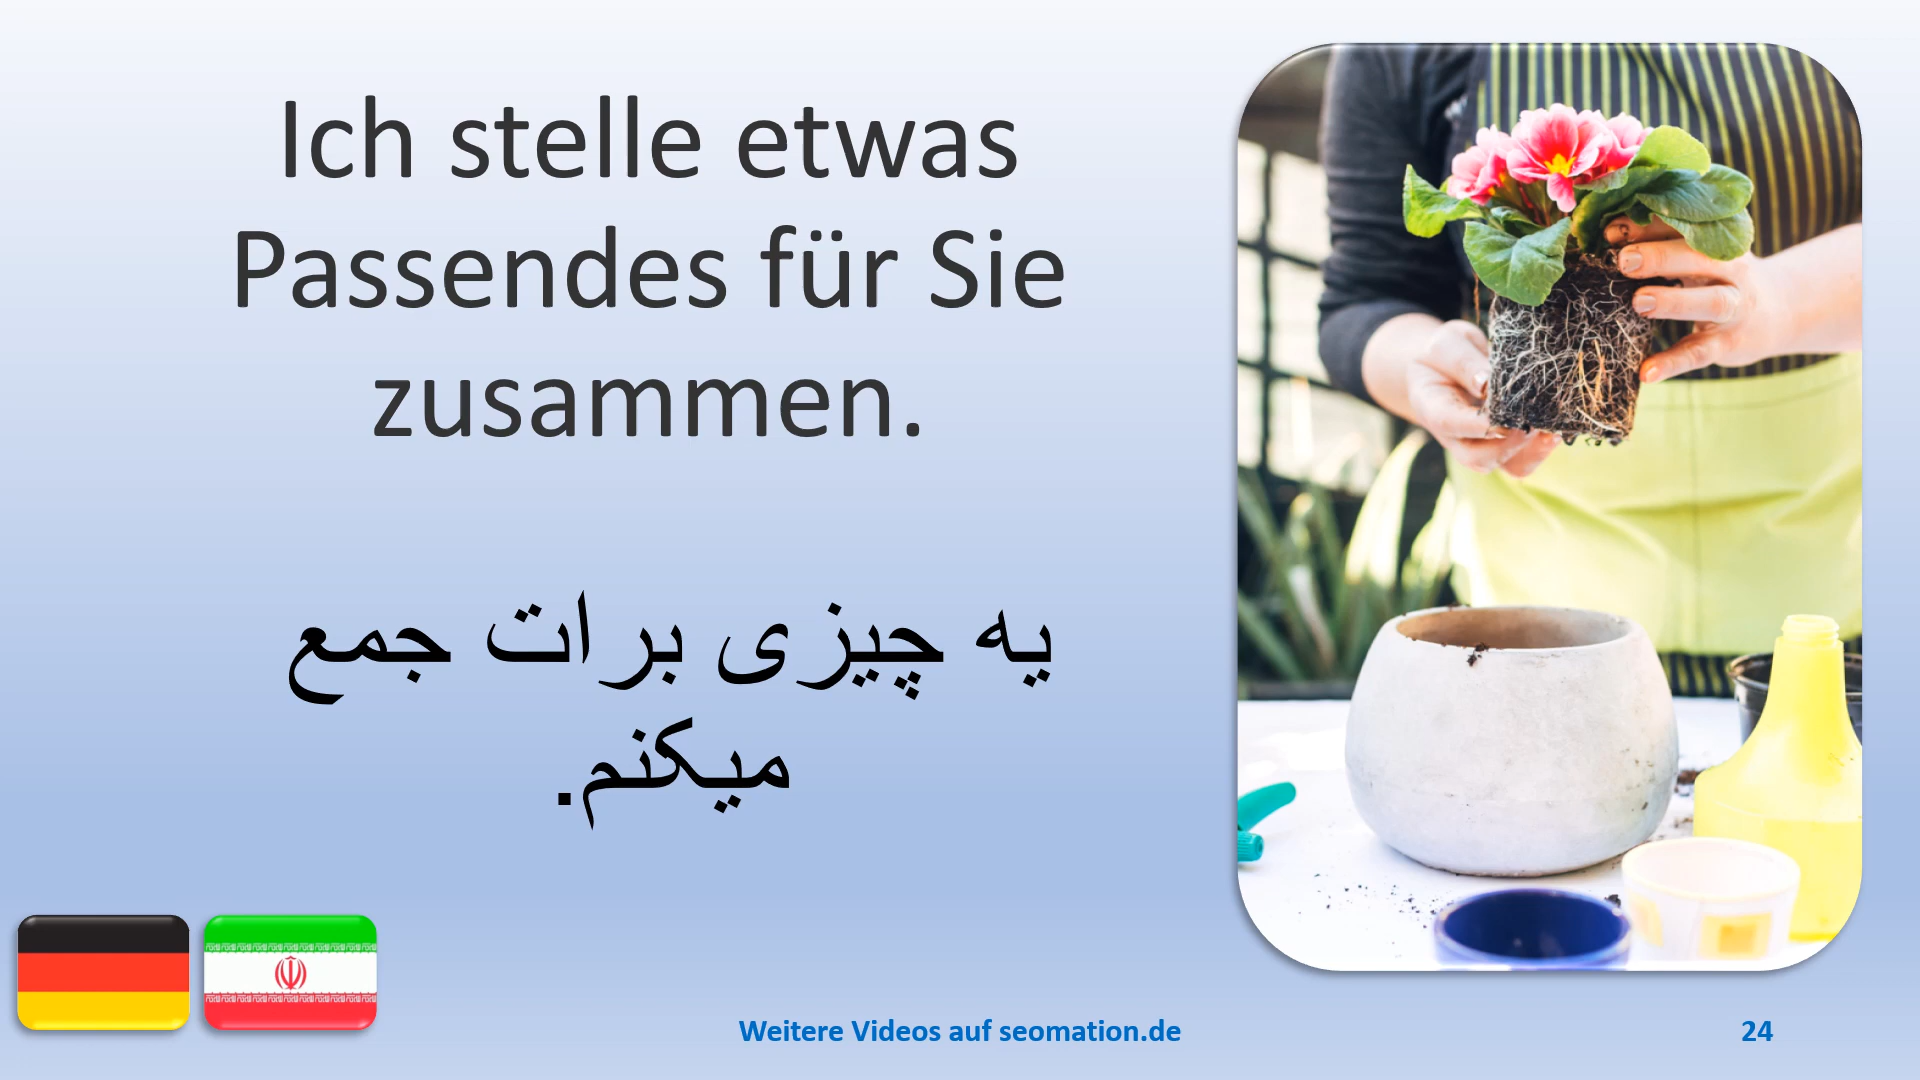 Ich stelle etwas
Passendes für Sie
zusammen.
یه چیزی برات جمع
میکنم.
Weitere Videos auf seomation.de
24